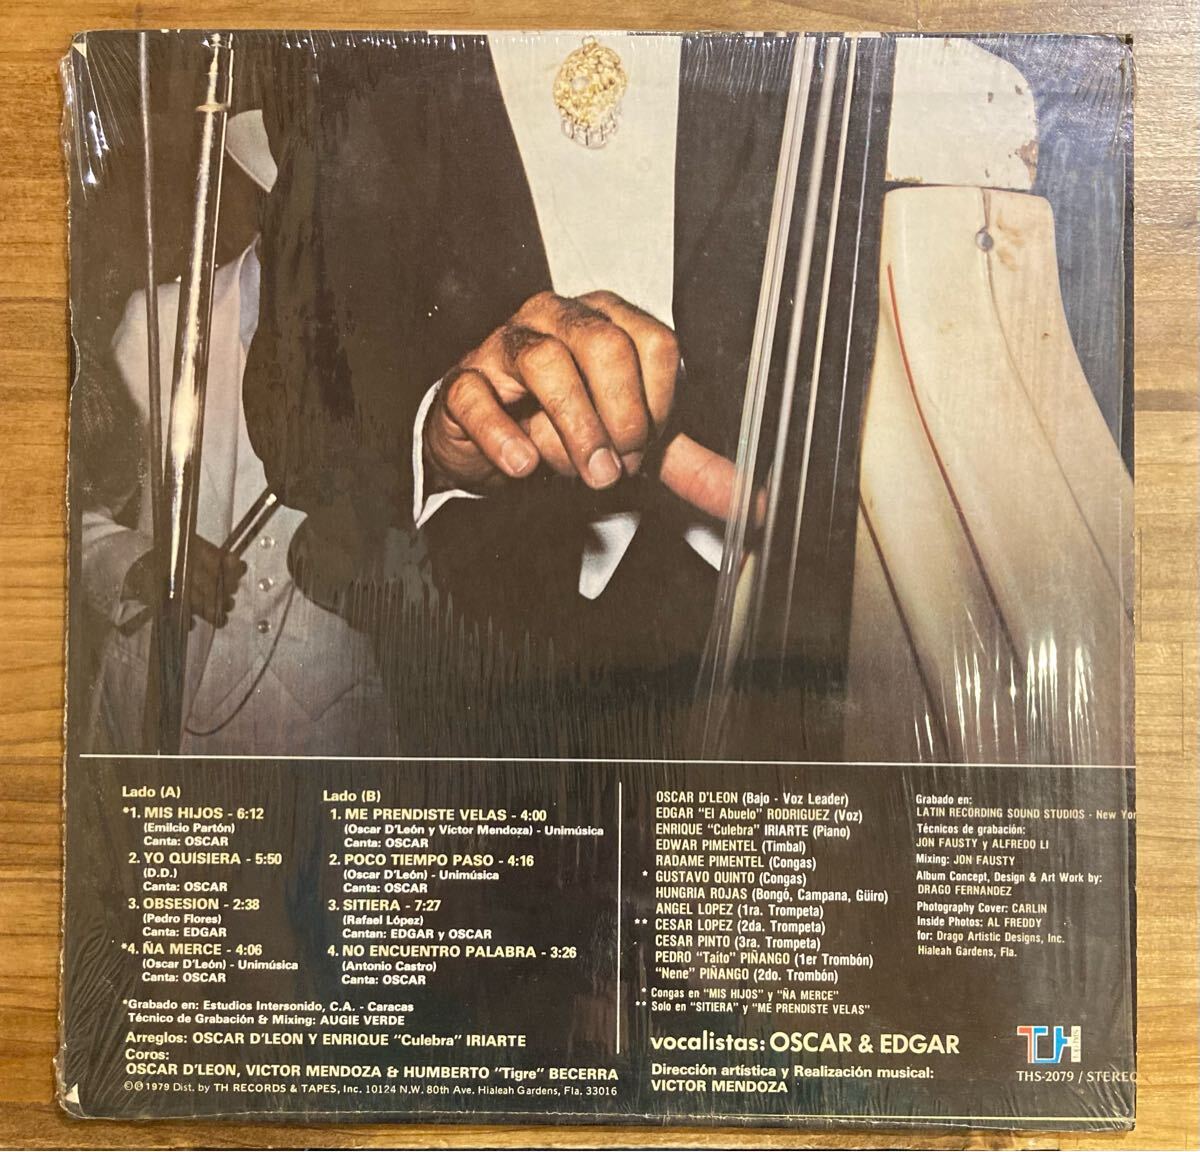 Lado (A)
*1. MIS HIJOS - 6:12
(Emilcio Partón)
Canta: OSCAR
2. YO QUISIERA - 5:50
(D.D.)
Canta: OSCAR
3. OBSESION - 2:38
(Pedro Flores)
Canta: EDGAR
*4. ÑA MERCE - 4:06
(Oscar D'León) - Unimúsica
Canta: OSCAR
Lado (B)
1. ME PRENDISTE VELAS - 4:00
(Oscar D'León y Víctor Mendoza) - Unimúsica
Canta: OSCAR
2. POCO TIEMPO PASO - 4:16
(Oscar D'León) - Unimúsica
Canta: OSCAR
3. SITIERA - 7:27
(Rafael López)
Cantan: EDGAR y OSCAR
4. NO ENCUENTRO PALABRA - 3:26
(Antonio Castro)
Canta: OSCAR
*Grabado en: Estudios Intersonido, C.A. - Caracas
Técnico de Grabación & Mixing: AUGIE VERDE
Arreglos: OSCAR D'LEON Y ENRIQUE "Culebra" IRIARTE
Coros:
OSCAR D'LEON, VICTOR MENDOZA & HUMBERTO "Tigre" BECERRA
©℗ 1979 Dist. by TH RECORDS & TAPES, Inc. 10124 N.W. 80th Ave. Hialeah Gardens, Fla. 33016
OSCAR D'LEON (Bajo - Voz Leader)
EDGAR "El Abuelo" RODRIGUEZ (Voz)
ENRIQUE "Culebra" IRIARTE (Piano)
EDWAR PIMENTEL (Timbal)
RADAME PIMENTEL (Congas)
* GUSTAVO QUINTO (Congas)
HUNGRIA ROJAS (Bongó, Campana, Güiro)
ANGEL LOPEZ (1ra. Trompeta)
** CESAR LOPEZ (2da. Trompeta)
CESAR PINTO (3ra. Trompeta)
PEDRO "Taíto" PIÑANGO (1er Trombón)
"Nene" PIÑANGO (2do. Trombón)
* Congas en "MIS HIJOS" y "ÑA MERCE"
** Solo en "SITIERA" y "ME PRENDISTE VELAS"
vocalistas: OSCAR & EDGAR
Dirección artística y Realización musical:
VICTOR MENDOZA
Grabado en:
LATIN RECORDING SOUND STUDIOS - New Yor
Técnicos de grabación:
JON FAUSTY y ALFREDO LI
Mixing: JON FAUSTY
Album Concept, Design & Art Work by:
DRAGO FERNANDEZ
Photography Cover: CARLIN
Inside Photos: AL FREDDY
for: Drago Artistic Designs, Inc.
Hialeah Gardens, Fla.
TH
THS-2079 / STEREO